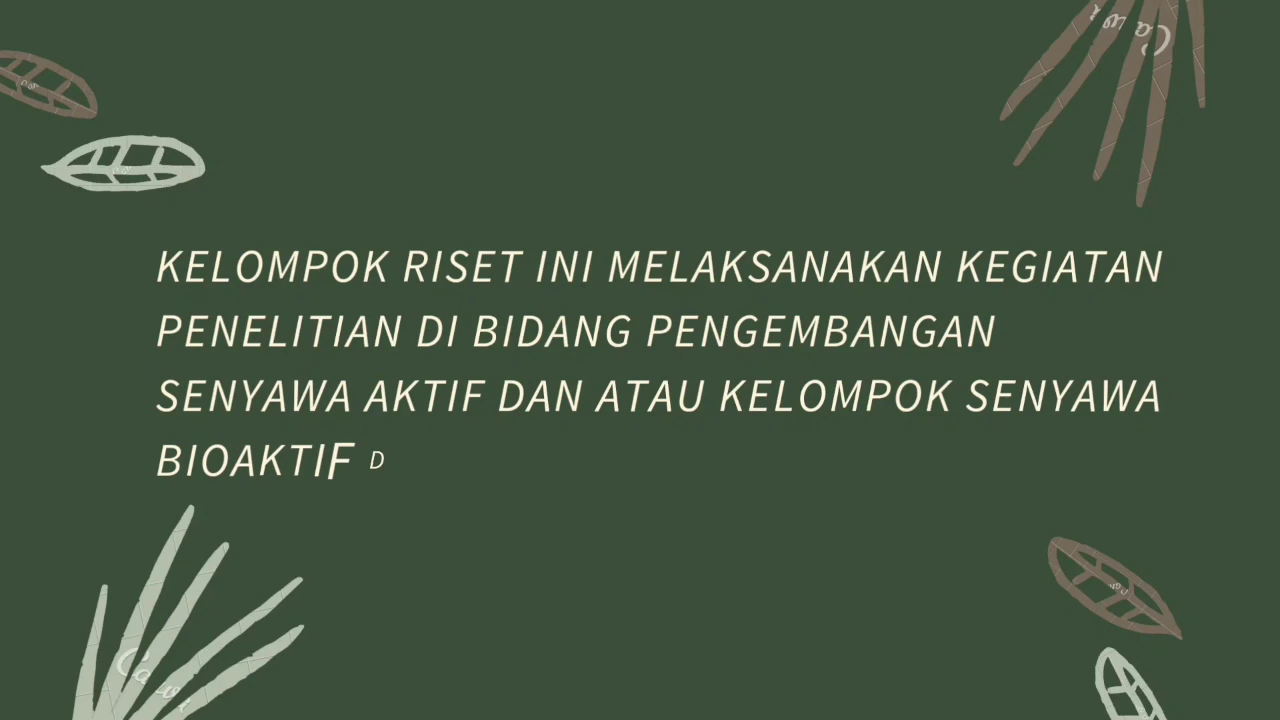 KELOMPOK RISET INI MELAKSANAKAN KEGIATAN
PENELITIAN DI BIDANG PENGEMBANGAN
SENYAWA AKTIF DAN ATAU KELOMPOK SENYAWA
BIOAKTIF D